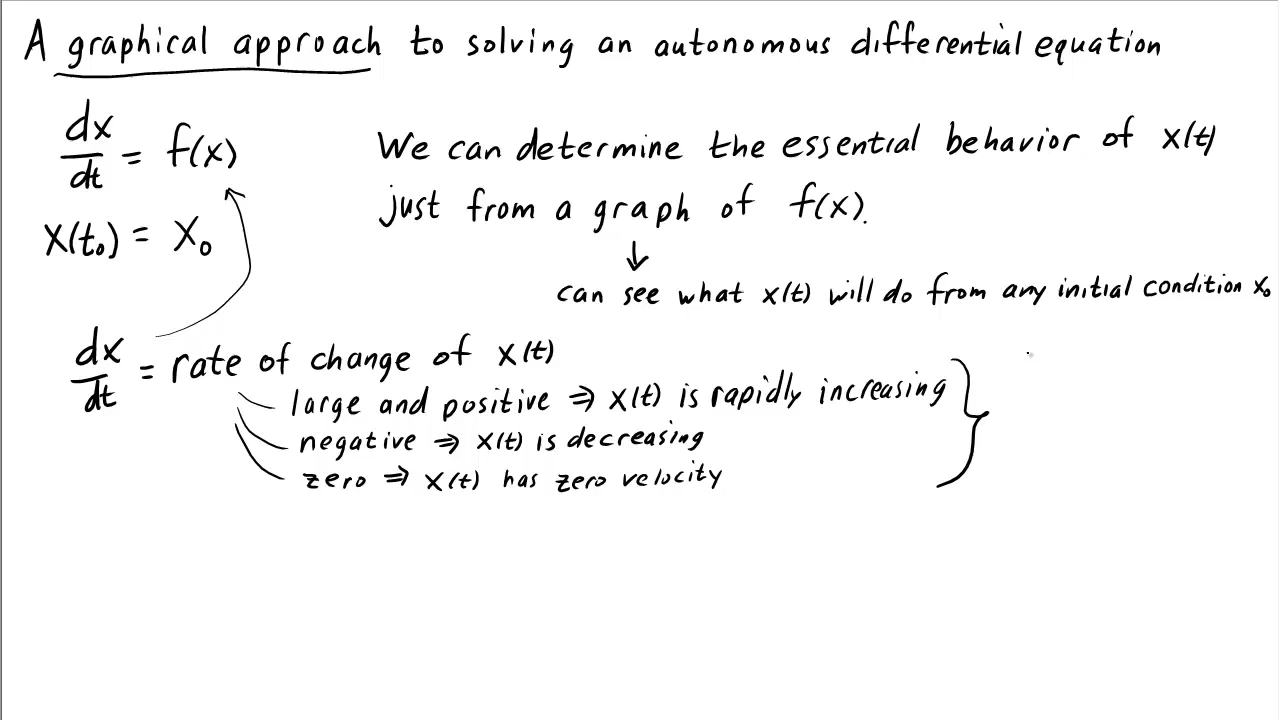 A graphical approach to solving an autonomous differential equation
dx/dt = f(x)
We can determine the essential behavior of x(t)
just from a graph of f(x).
x(t₀) = x₀
↓
can see what x(t) will do from any initial condition x₀
dx/dt = rate of change of x(t)
large and positive ⇒ x(t) is rapidly increasing
negative ⇒ x(t) is decreasing
zero ⇒ x(t) has zero velocity